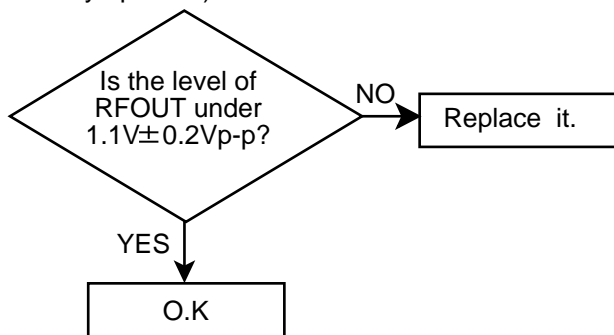 Is the level of
RFOUT under
1.1V±0.2Vp-p?
NO
Replace it.
YES
O.K